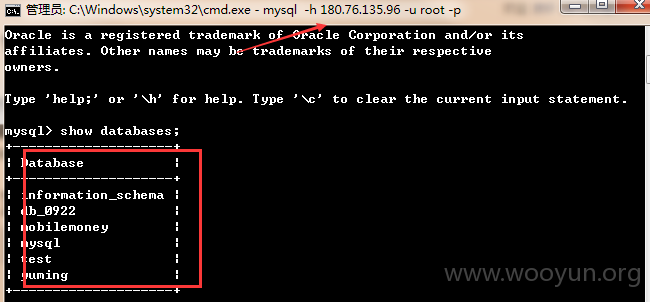 管理员: C:\Windows\system32\cmd.exe - mysql -h 180.76.135.96 -u root -p
Oracle is a registered trademark of Oracle Corporation and/or its
affiliates. Other names may be trademarks of their respective
owners.
Type 'help;' or '\h' for help. Type '\c' to clear the current input statement.
mysql> show databases;
+--------------------+
| Database           |
+--------------------+
| information_schema |
| db_0922            |
| mobilemoney        |
| mysql              |
| test               |
| yuming             |
+--------------------+
www.wooyun.org